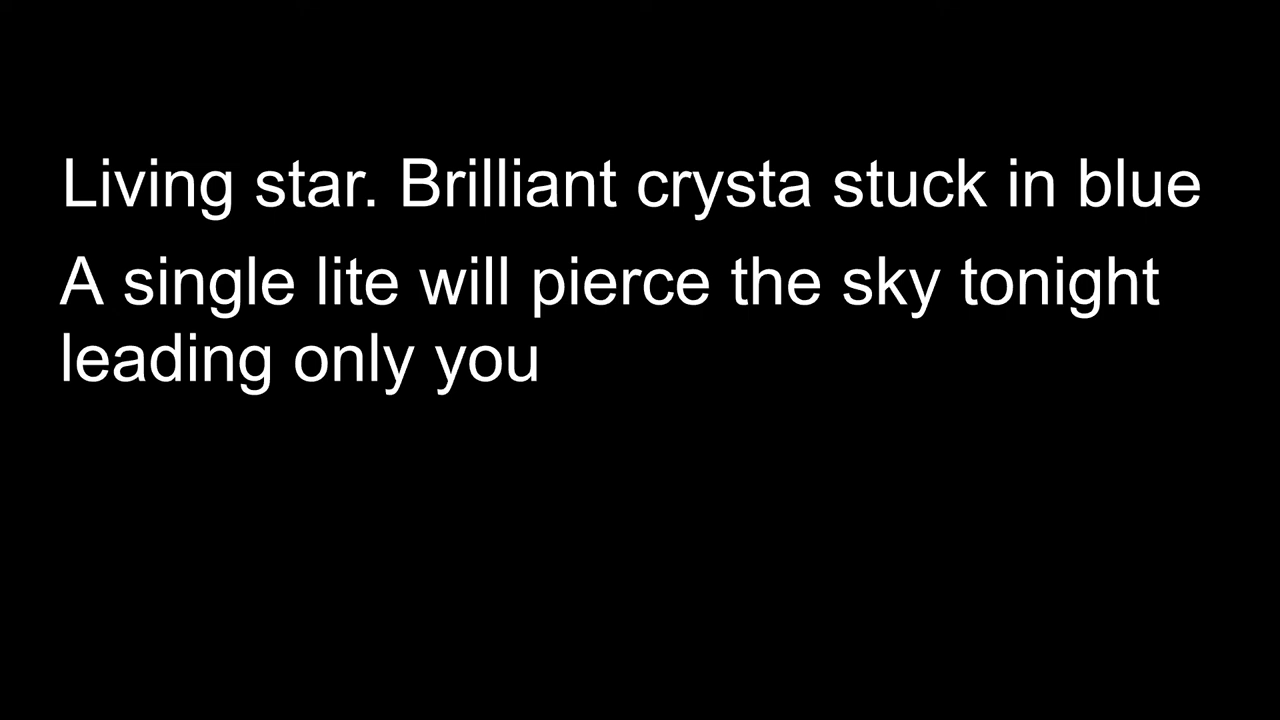 Living star. Brilliant crysta stuck in blue
A single lite will pierce the sky tonight
leading only you